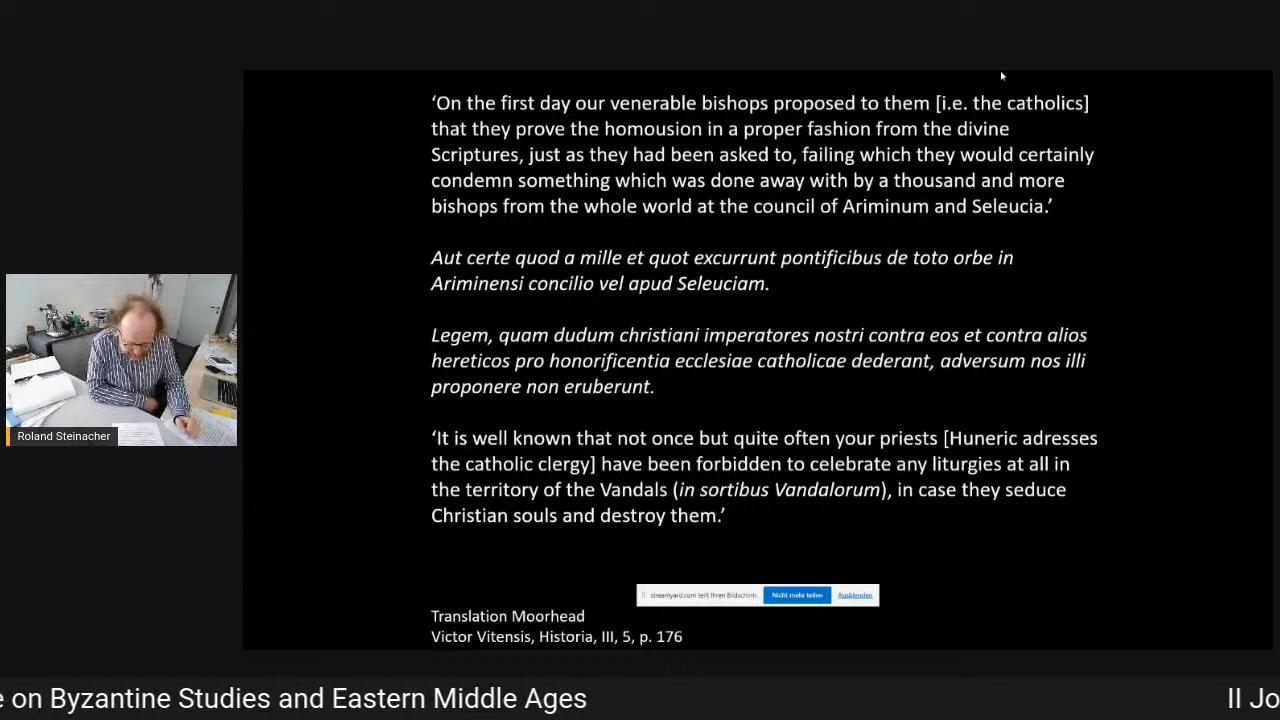 ‘On the first day our venerable bishops proposed to them [i.e. the catholics]
that they prove the homousion in a proper fashion from the divine
Scriptures, just as they had been asked to, failing which they would certainly
condemn something which was done away with by a thousand and more
bishops from the whole world at the council of Ariminum and Seleucia.’
Aut certe quod a mille et quot excurrunt pontificibus de toto orbe in
Ariminensi concilio vel apud Seleuciam.
Legem, quam dudum christiani imperatores nostri contra eos et contra alios
hereticos pro honorificentia ecclesiae catholicae dederant, adversum nos illi
proponere non eruberunt.
‘It is well known that not once but quite often your priests [Huneric adresses
the catholic clergy] have been forbidden to celebrate any liturgies at all in
the territory of the Vandals (in sortibus Vandalorum), in case they seduce
Christian souls and destroy them.’
Roland Steinacher
streamyard.com teilt Ihren Bildschirm. Nicht mehr teilen Ausblenden
Translation Moorhead
Victor Vitensis, Historia, III, 5, p. 176
e on Byzantine Studies and Eastern Middle Ages II Jo